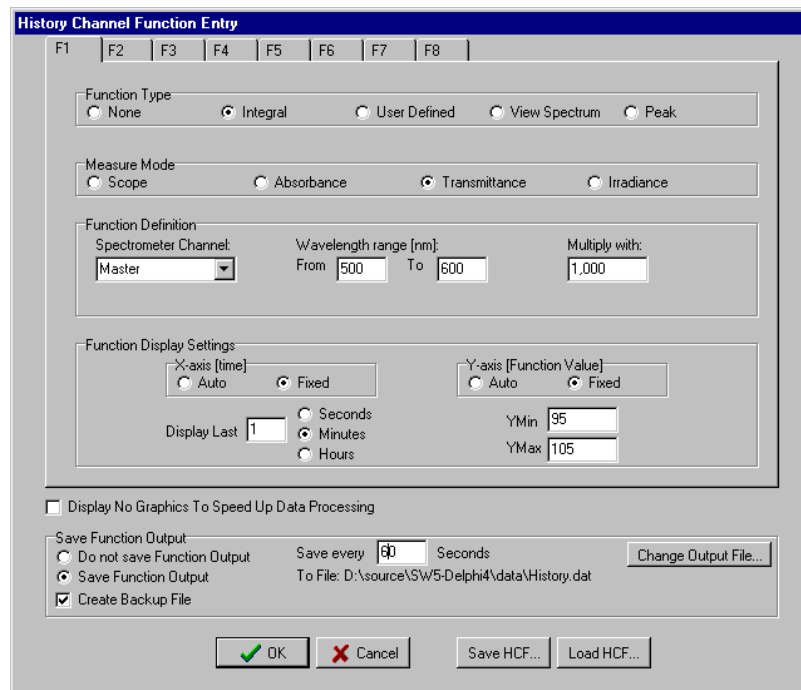 History Channel Function Entry
F1 F2 F3 F4 F5 F6 F7 F8
Function Type
None Integral User Defined View Spectrum Peak
Measure Mode
Scope Absorbance Transmittance Irradiance
Function Definition
Spectrometer Channel: Wavelength range [nm]: Multiply with:
Master From 500 To 600 1,000
Function Display Settings
X-axis [time] Y-axis [Function Value]
Auto Fixed Auto Fixed
Seconds
Display Last 1 Minutes YMin 95
Hours YMax 105
Display No Graphics To Speed Up Data Processing
Save Function Output
Do not save Function Output Save every 60 Seconds Change Output File...
Save Function Output To File: D:\source\SW5-Delphi4\data\History.dat
Create Backup File
OK Cancel Save HCF... Load HCF...